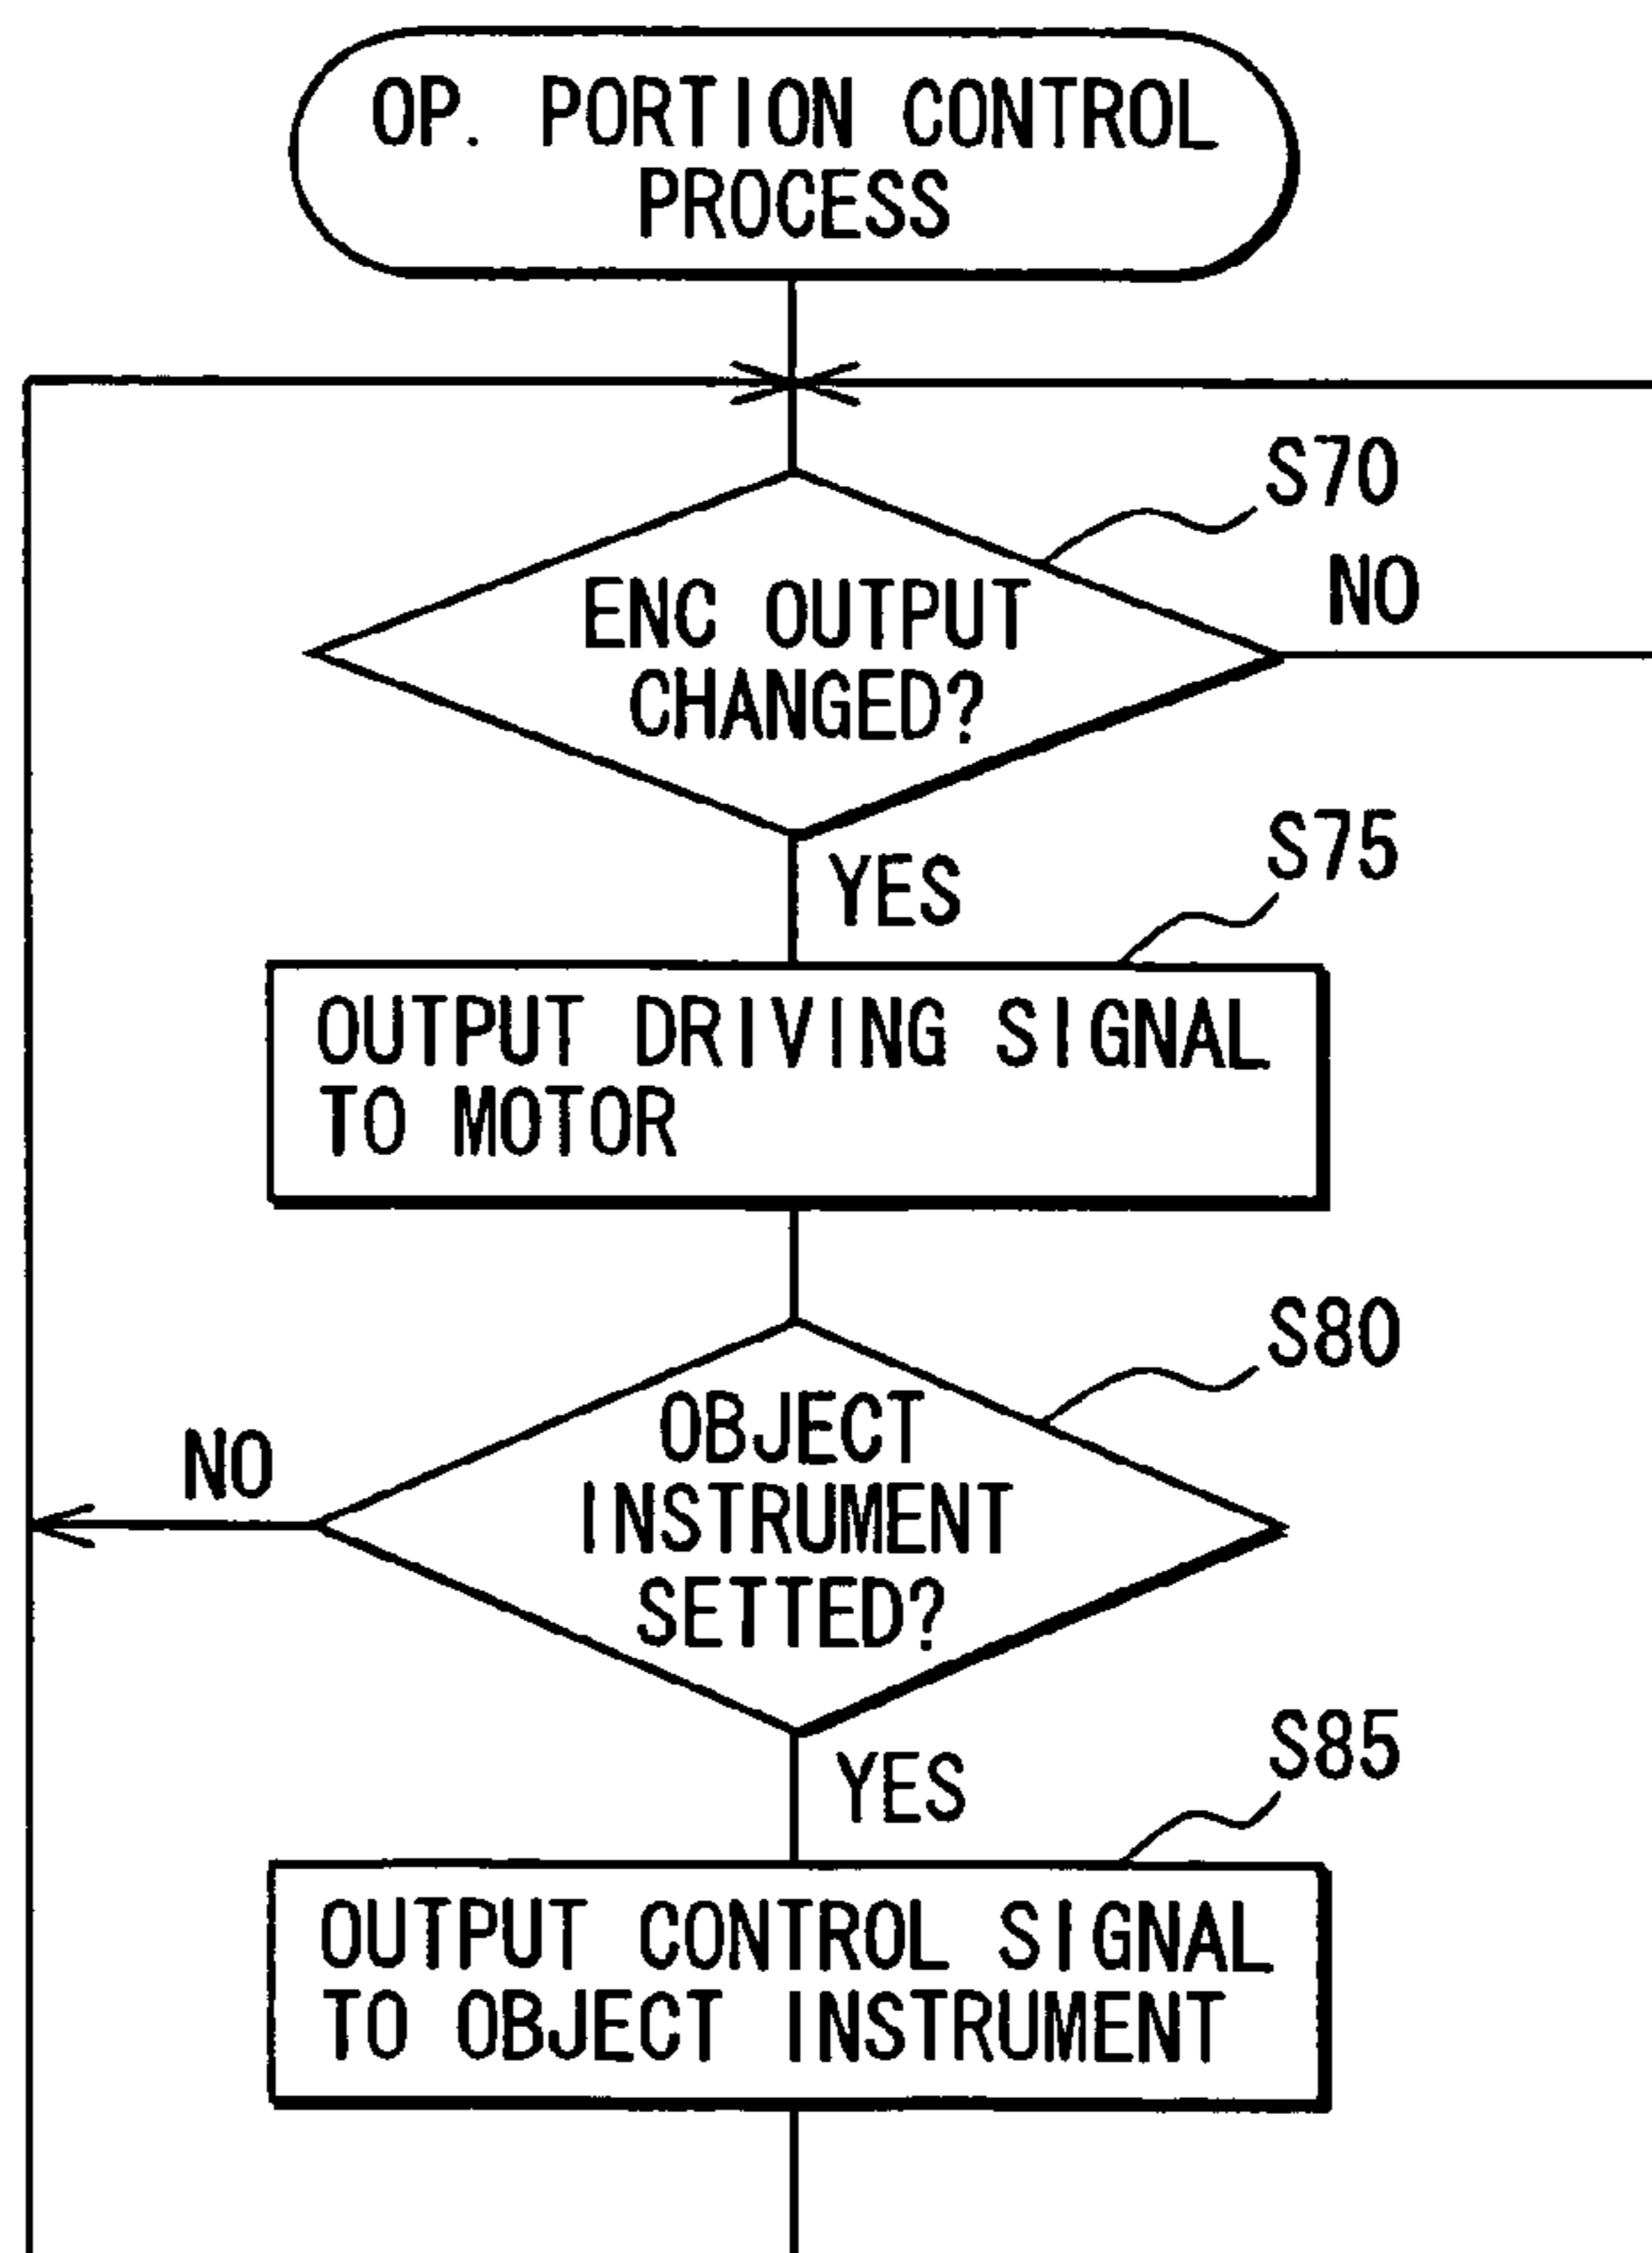 OP. PORTION CONTROL
PROCESS
S70
NO
ENC OUTPUT
CHANGED?
YES
S75
OUTPUT DRIVING SIGNAL
TO MOTOR
S80
NO
OBJECT
INSTRUMENT
SETTED?
YES
S85
OUTPUT CONTROL SIGNAL
TO OBJECT INSTRUMENT